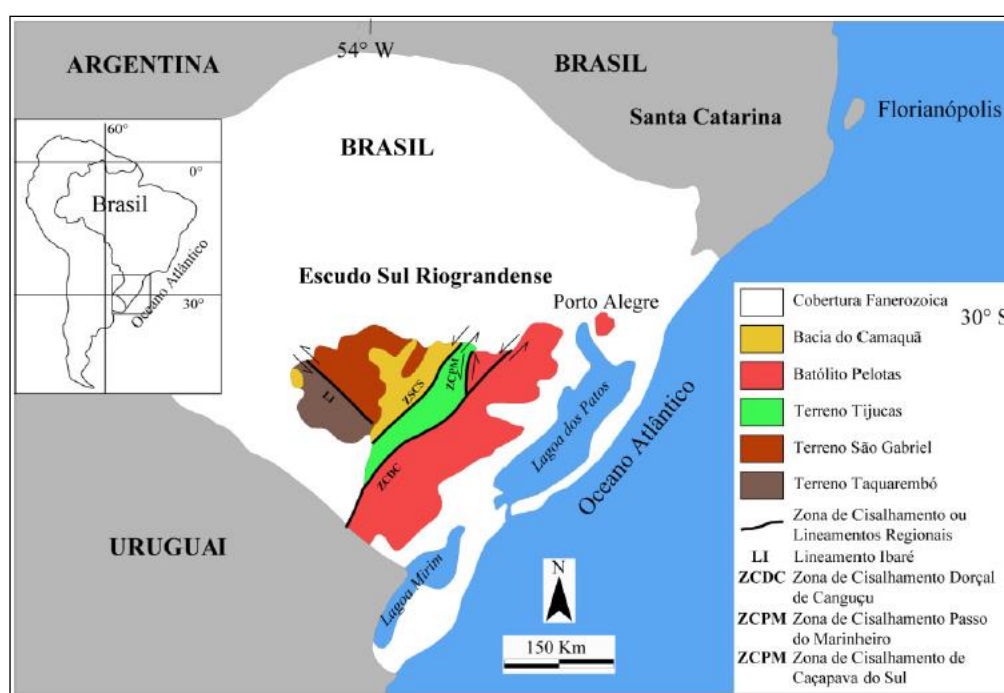 54° W
ARGENTINA
BRASIL
Santa Catarina
Florianópolis
BRASIL
60°
0°
Brasil
30°
Oceano Atlântico
Escudo Sul Riograndense
Porto Alegre
LI
ZSCS
ZCPM
ZCDC
Lagoa dos Patos
Oceano Atlântico
URUGUAI
Lagoa Mirim
N
150 Km
30° S
Cobertura Fanerozoica
Bacia do Camaquã
Batólito Pelotas
Terreno Tijucas
Terreno São Gabriel
Terreno Taquarembó
Zona de Cisalhamento ou
Lineamentos Regionais
LI Lineamento Ibaré
ZCDC Zona de Cisalhamento Dorçal
de Canguçu
ZCPM Zona de Cisalhamento Passo
do Marinheiro
ZCPM Zona de Cisalhamento de
Caçapava do Sul